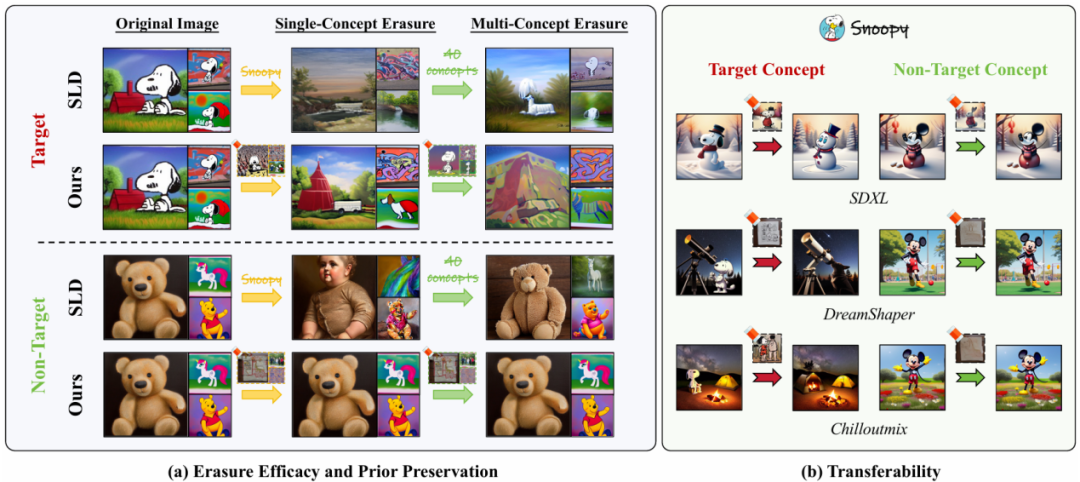 Original Image
Single-Concept Erasure
Multi-Concept Erasure
Target
SLD
Snoopy
40
concepts
Ours
Non-Target
SLD
Snoopy
40
concepts
Ours
(a) Erasure Efficacy and Prior Preservation
Snoopy
Target Concept
Non-Target Concept
SDXL
DreamShaper
Chilloutmix
(b) Transferability